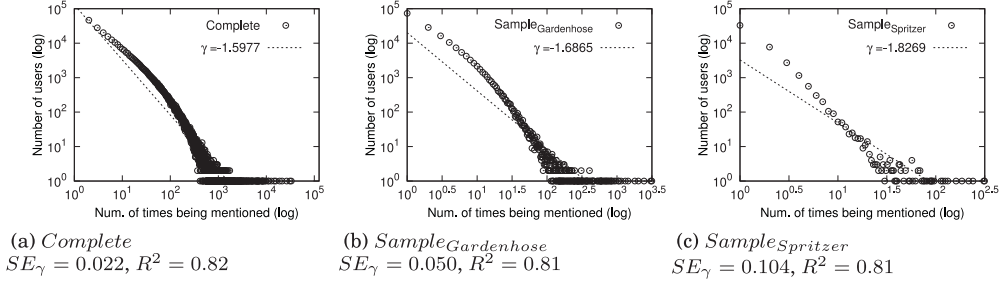 Number of users (log)
10^5
10^4
10^3
10^2
10^1
10^0
Complete
γ=-1.5977
10^0 10^1 10^2 10^3 10^4 10^5
Num. of times being mentioned (log)
(a) Complete
SE_γ = 0.022, R^2 = 0.82
Number of users (log)
10^5
10^4
10^3
10^2
10^1
10^0
Sample_Gardenhose
γ=-1.6865
10^0 10^0.5 10^1 10^1.5 10^2 10^2.5 10^3 10^3.5
Num. of times being mentioned (log)
(b) Sample_Gardenhose
SE_γ = 0.050, R^2 = 0.81
Number of users (log)
10^5
10^4
10^3
10^2
10^1
10^0
Sample_Spritzer
γ=-1.8269
10^0 10^0.5 10^1 10^1.5 10^2 10^2.5
Num. of times being mentioned (log)
(c) Sample_Spritzer
SE_γ = 0.104, R^2 = 0.81